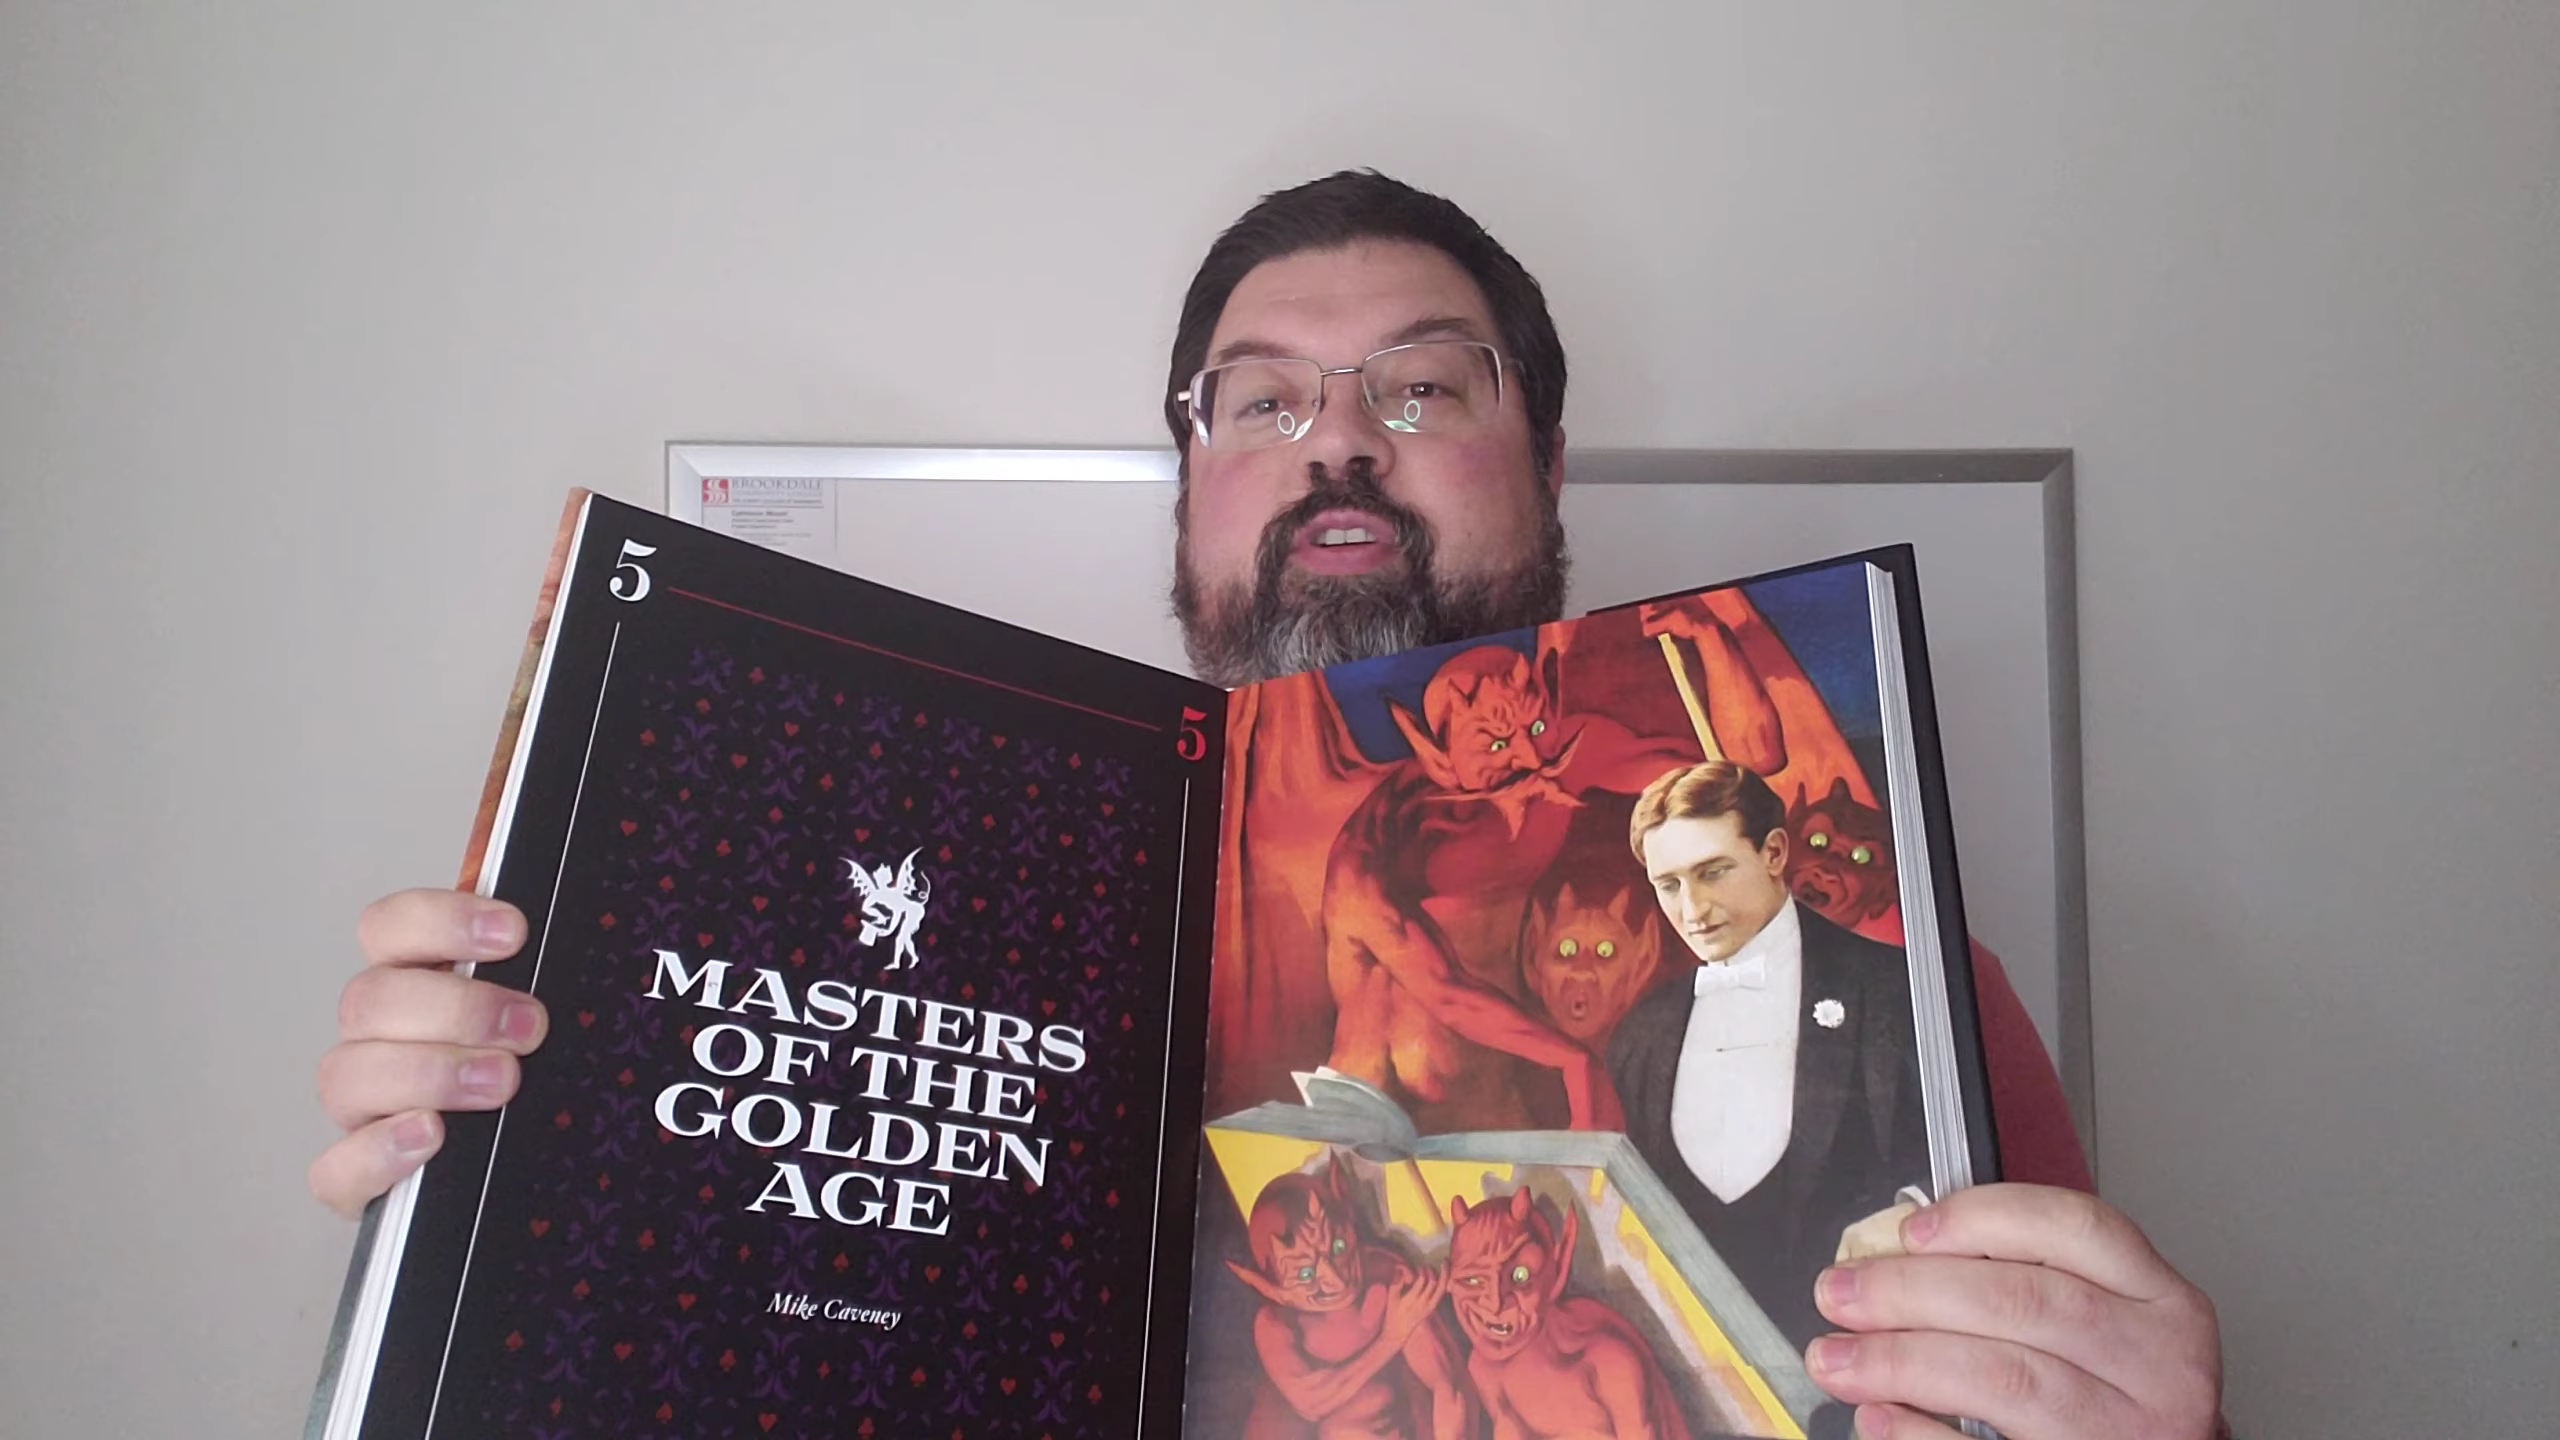 BROOKDALE
5
5
MASTERS
OF THE
GOLDEN
AGE
Mike Caveney